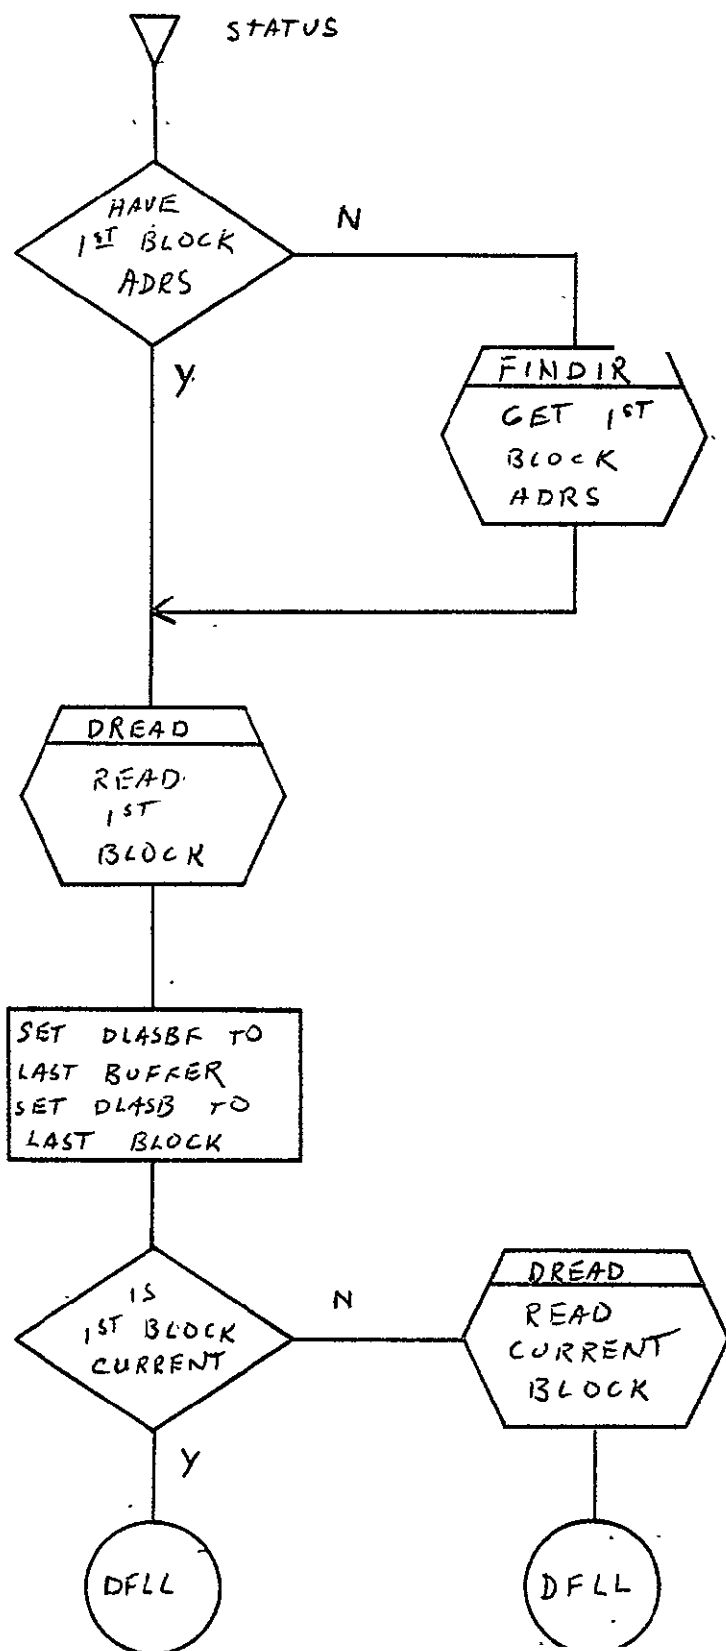 STATUS
HAVE
1ST BLOCK
ADRS
N
Y
FINDIR
GET 1ST
BLOCK
ADRS
DREAD
READ
1ST
BLOCK
SET DLASBF TO
LAST BUFFER
SET DLASB TO
LAST BLOCK
IS
1ST BLOCK
CURRENT
N
Y
DREAD
READ
CURRENT
BLOCK
DFLL
DFLL